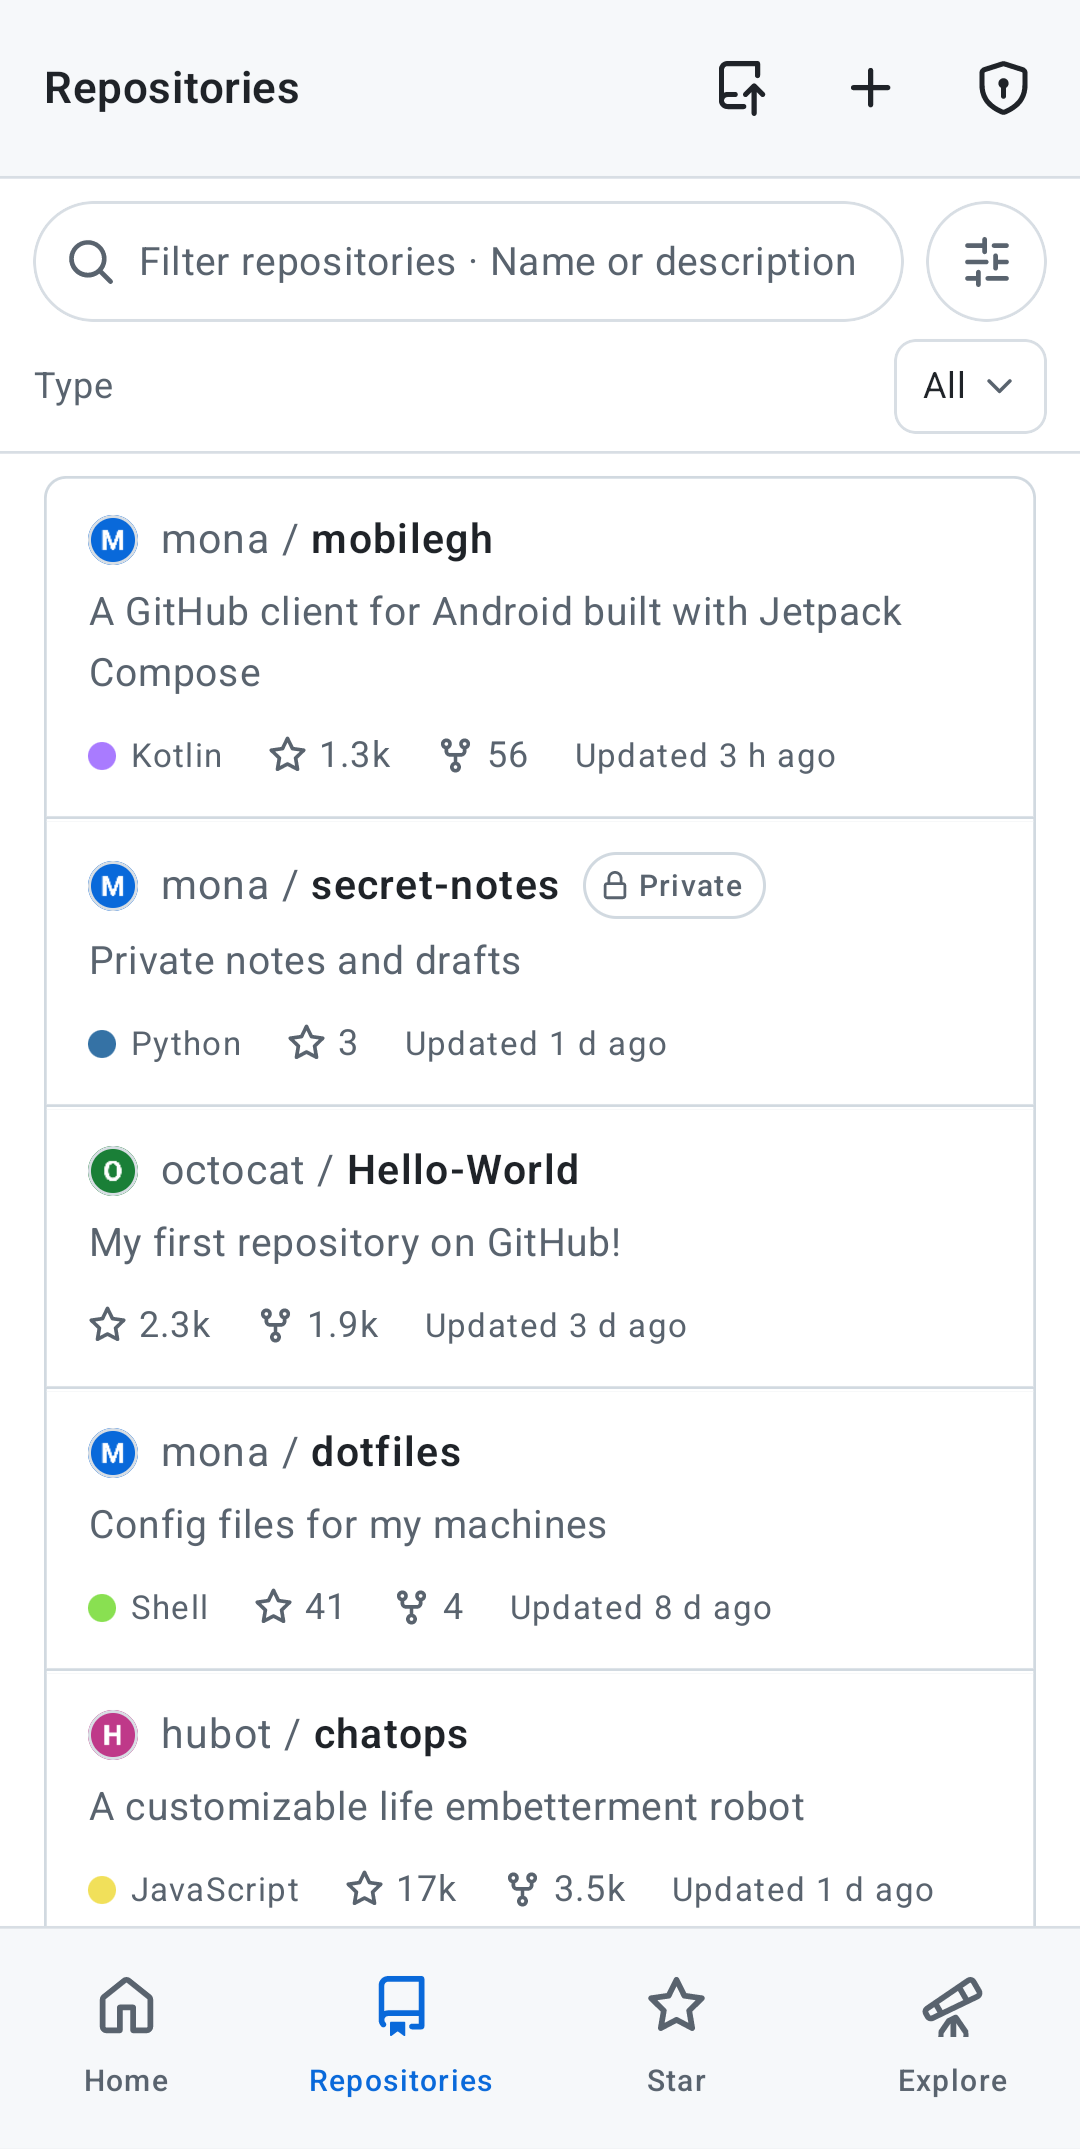 Repositories
Filter repositories · Name or description
Type
All
M mona / mobilegh
A GitHub client for Android built with Jetpack
Compose
Kotlin 1.3k 56 Updated 3 h ago
M mona / secret-notes Private
Private notes and drafts
Python 3 Updated 1 d ago
O octocat / Hello-World
My first repository on GitHub!
2.3k 1.9k Updated 3 d ago
M mona / dotfiles
Config files for my machines
Shell 41 4 Updated 8 d ago
H hubot / chatops
A customizable life embetterment robot
JavaScript 17k 3.5k Updated 1 d ago
Home Repositories Star Explore